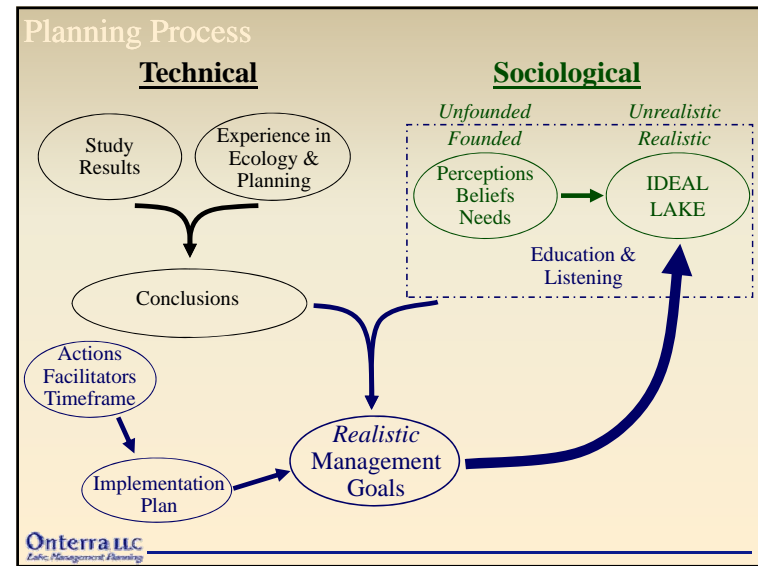 Planning Process
Technical
Sociological
Unfounded
Unrealistic
Founded
Realistic
Study
Results
Experience in
Ecology &
Planning
Perceptions
Beliefs
Needs
IDEAL
LAKE
Education &
Listening
Conclusions
Actions
Facilitators
Timeframe
Realistic
Management
Goals
Implementation
Plan
Onterra LLC
Lake Management Planning